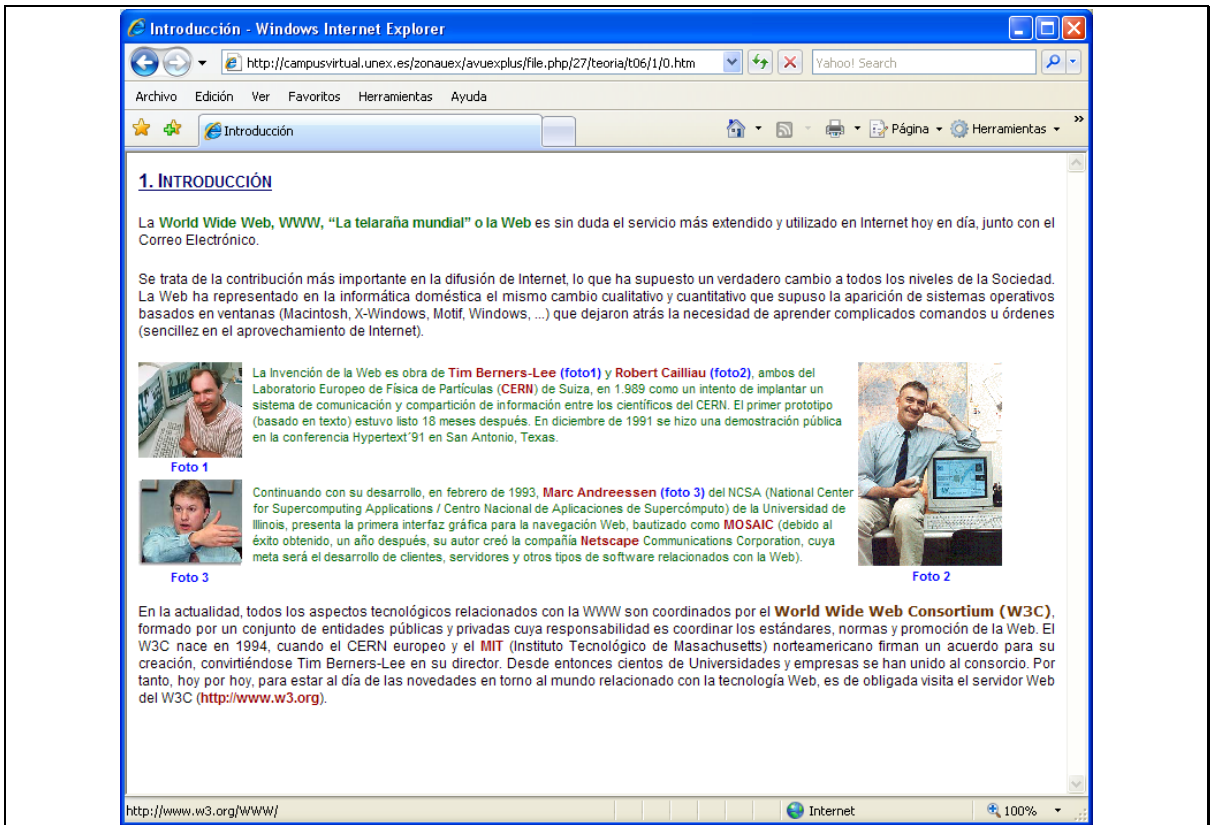 Introducción - Windows Internet Explorer
http://campusvirtual.unex.es/zonauex/avuexplus/file.php/27/teoria/t06/1/0.htm
Yahoo! Search
Archivo Edición Ver Favoritos Herramientas Ayuda
Introducción
Página
Herramientas
1. INTRODUCCIÓN
La World Wide Web, WWW, “La telaraña mundial” o la Web es sin duda el servicio más extendido y utilizado en Internet hoy en día, junto con el
Correo Electrónico.
Se trata de la contribución más importante en la difusión de Internet, lo que ha supuesto un verdadero cambio a todos los niveles de la Sociedad.
La Web ha representado en la informática doméstica el mismo cambio cualitativo y cuantitativo que supuso la aparición de sistemas operativos
basados en ventanas (Macintosh, X-Windows, Motif, Windows, ...) que dejaron atrás la necesidad de aprender complicados comandos u órdenes
(sencillez en el aprovechamiento de Internet).
La Invención de la Web es obra de Tim Berners-Lee (foto1) y Robert Cailliau (foto2), ambos del
Laboratorio Europeo de Física de Partículas (CERN) de Suiza, en 1.989 como un intento de implantar un
sistema de comunicación y compartición de información entre los científicos del CERN. El primer prototipo
(basado en texto) estuvo listo 18 meses después. En diciembre de 1991 se hizo una demostración pública
en la conferencia Hypertext´91 en San Antonio, Texas.
Foto 1
Continuando con su desarrollo, en febrero de 1993, Marc Andreessen (foto 3) del NCSA (National Center
for Supercomputing Applications / Centro Nacional de Aplicaciones de Supercómputo) de la Universidad de
Illinois, presenta la primera interfaz gráfica para la navegación Web, bautizado como MOSAIC (debido al
éxito obtenido, un año después, su autor creó la compañía Netscape Communications Corporation, cuya
meta será el desarrollo de clientes, servidores y otros tipos de software relacionados con la Web).
Foto 3
Foto 2
En la actualidad, todos los aspectos tecnológicos relacionados con la WWW son coordinados por el World Wide Web Consortium (W3C),
formado por un conjunto de entidades públicas y privadas cuya responsabilidad es coordinar los estándares, normas y promoción de la Web. El
W3C nace en 1994, cuando el CERN europeo y el MIT (Instituto Tecnológico de Masachusetts) norteamericano firman un acuerdo para su
creación, convirtiéndose Tim Berners-Lee en su director. Desde entonces cientos de Universidades y empresas se han unido al consorcio. Por
tanto, hoy por hoy, para estar al día de las novedades en torno al mundo relacionado con la tecnología Web, es de obligada visita el servidor Web
del W3C (http://www.w3.org).
http://www.w3.org/WWW/
Internet
100%